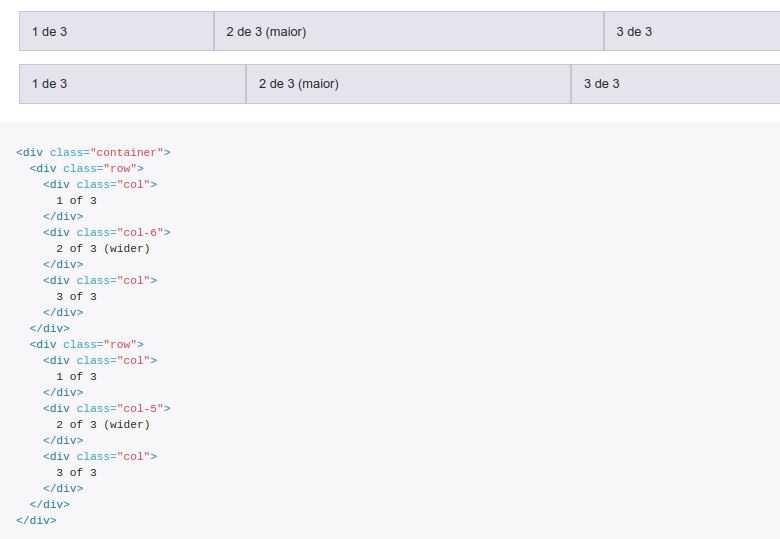 1 de 3 2 de 3 (maior) 3 de 3
1 de 3 2 de 3 (maior) 3 de 3
<div class="container">
  <div class="row">
    <div class="col">
      1 of 3
    </div>
    <div class="col-6">
      2 of 3 (wider)
    </div>
    <div class="col">
      3 of 3
    </div>
  </div>
  <div class="row">
    <div class="col">
      1 of 3
    </div>
    <div class="col-5">
      2 of 3 (wider)
    </div>
    <div class="col">
      3 of 3
    </div>
  </div>
</div>